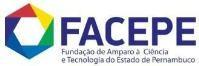 FACEPE
Fundação de Amparo à Ciência
e Tecnologia do Estado de Pernambuco